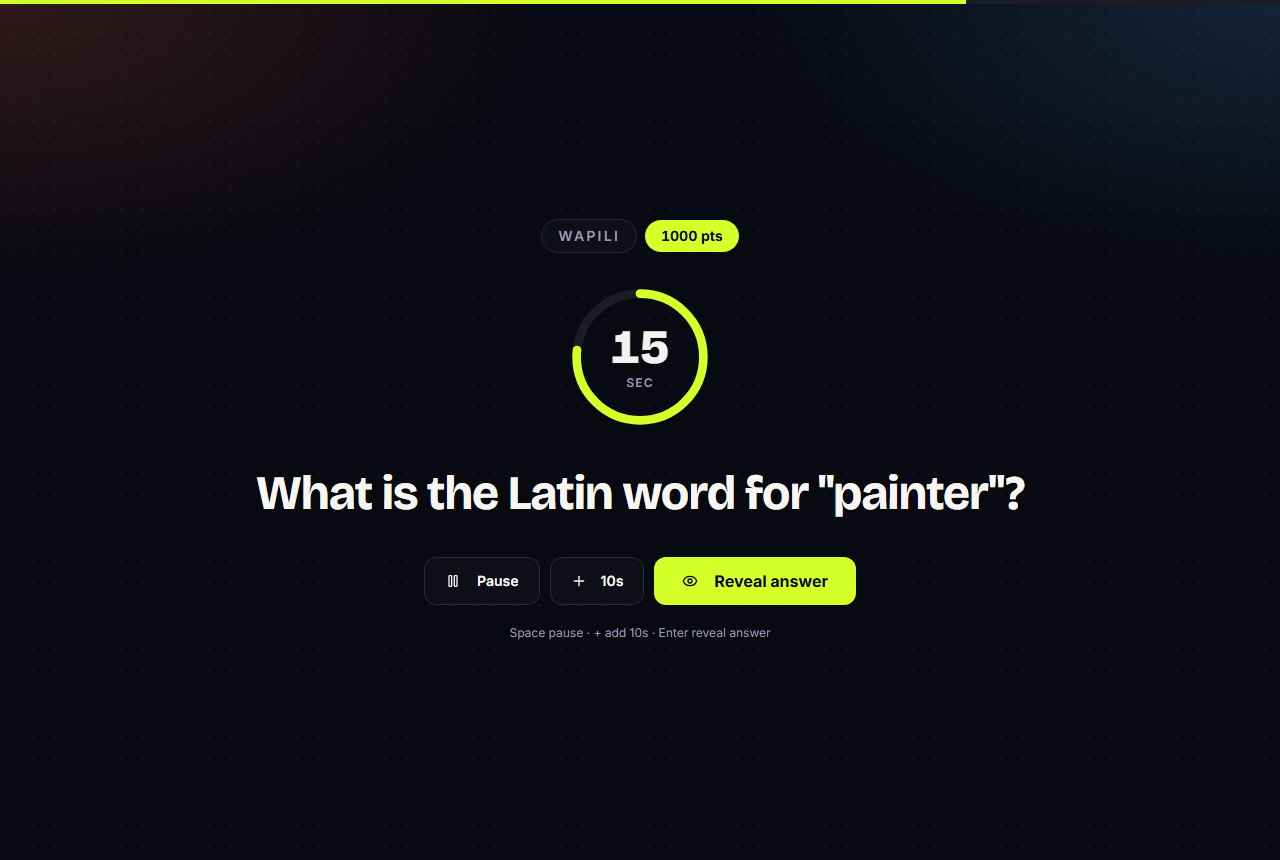 WAPILI 1000 pts
15
SEC
What is the Latin word for "painter"?
Pause + 10s Reveal answer
Space pause · + add 10s · Enter reveal answer